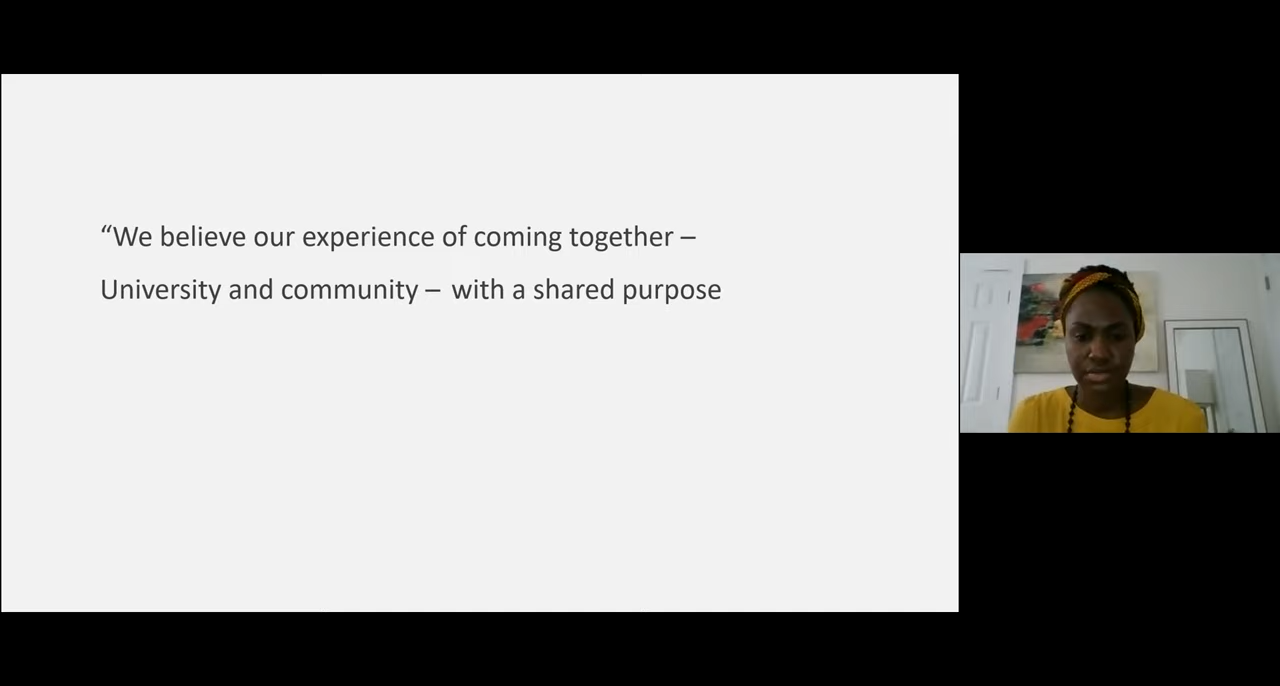 “We believe our experience of coming together –
University and community – with a shared purpose